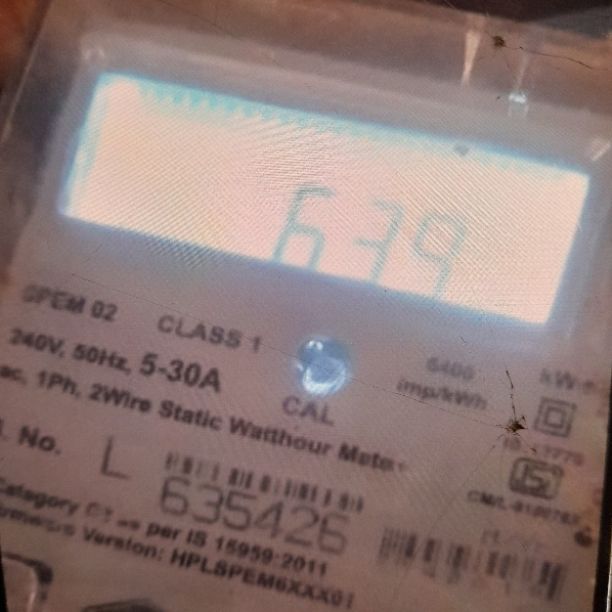 639
SPEM 02 CLASS 1
240V, 50Hz, 5-30A 6400 imp/kWh
ac, 1Ph, 2Wire Static Watthour Meter
CAL
No. L 635426
Category as per IS 15959:2011
Version: HPLSPEM6XXX01